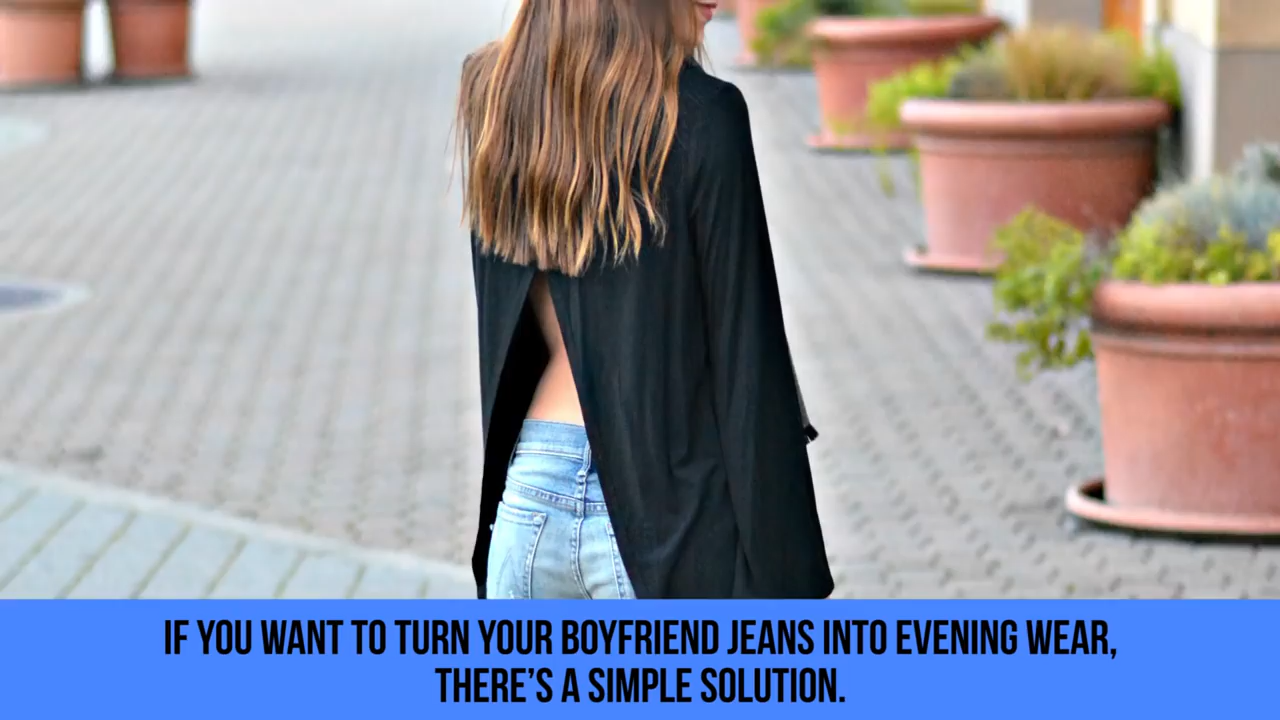 IF YOU WANT TO TURN YOUR BOYFRIEND JEANS INTO EVENING WEAR,
THERE'S A SIMPLE SOLUTION.